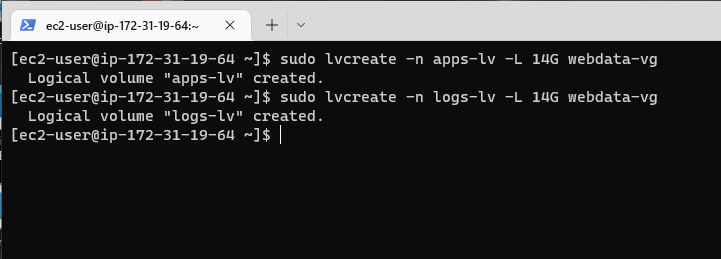 ec2-user@ip-172-31-19-64:~
[ec2-user@ip-172-31-19-64 ~]$ sudo lvcreate -n apps-lv -L 14G webdata-vg
  Logical volume "apps-lv" created.
[ec2-user@ip-172-31-19-64 ~]$ sudo lvcreate -n logs-lv -L 14G webdata-vg
  Logical volume "logs-lv" created.
[ec2-user@ip-172-31-19-64 ~]$